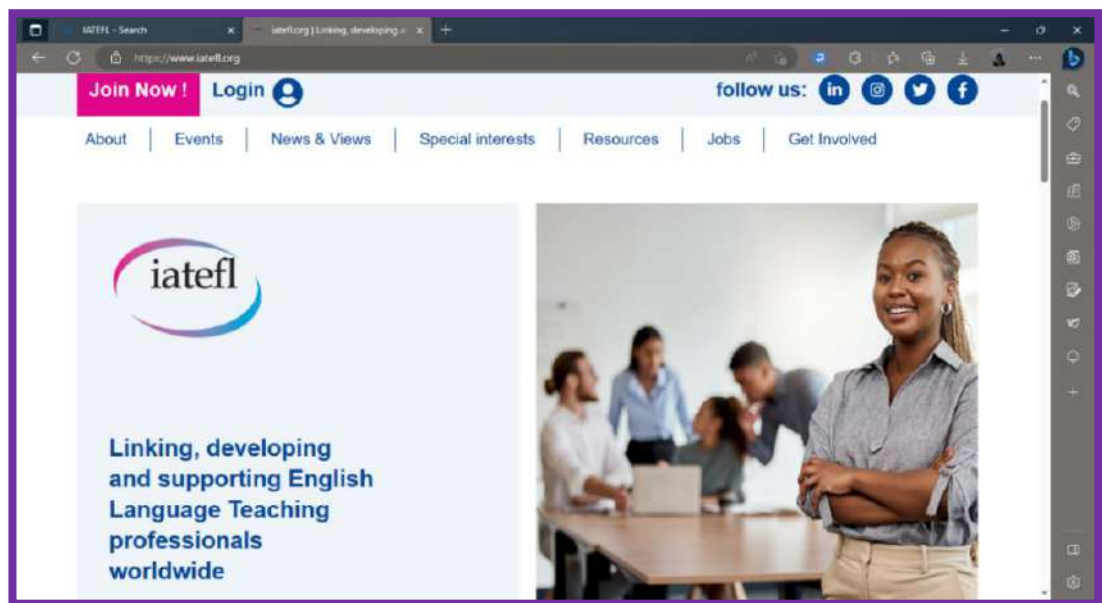 IATEFL - Search
iatefl.org | Linking, developing a
https://www.iatefl.org
Join Now !
Login
follow us:
About | Events | News & Views | Special interests | Resources | Jobs | Get Involved
iatefl
Linking, developing
and supporting English
Language Teaching
professionals
worldwide